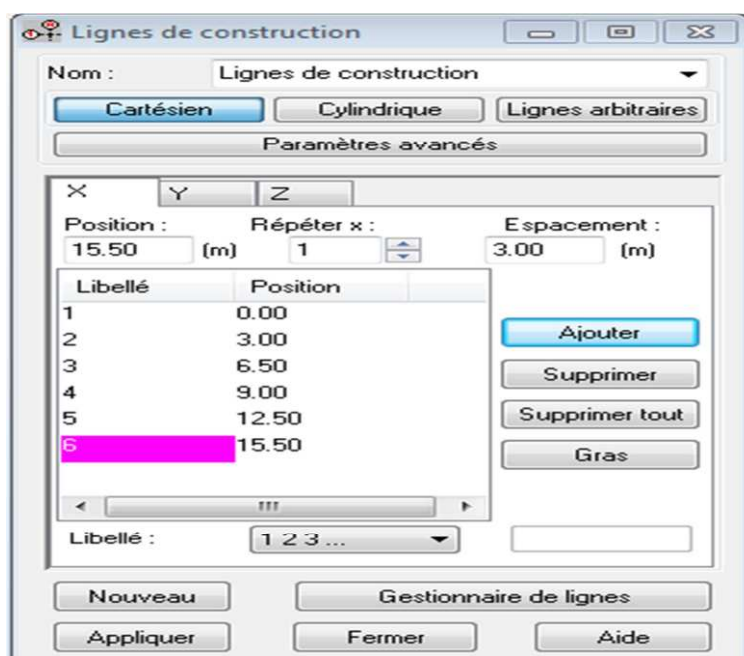 Lignes de construction
Nom : Lignes de construction
Cartésien Cylindrique Lignes arbitraires
Paramètres avancés
X Y Z
Position : Répéter x : Espacement :
15.50 (m) 1 3.00 (m)
Libellé Position
1 0.00
2 3.00
3 6.50
4 9.00
5 12.50
6 15.50
Ajouter
Supprimer
Supprimer tout
Gras
Libellé : 1 2 3 ...
Nouveau Gestionnaire de lignes
Appliquer Fermer Aide